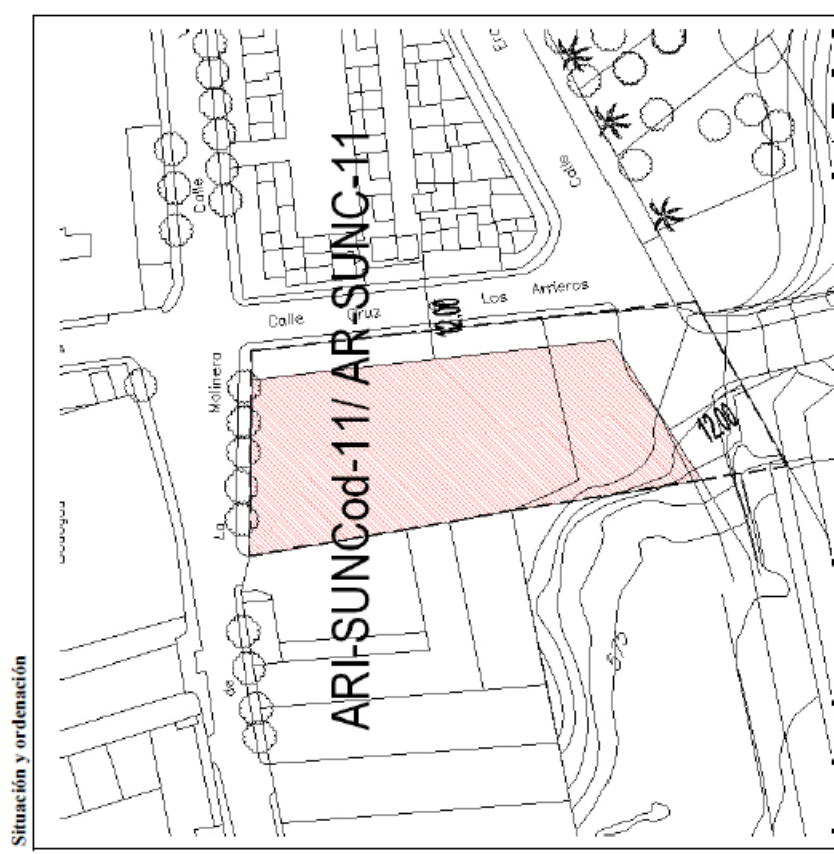 Situación y ordenación
ARI-SUNCod-11/ AR-SUNC-11
Calle
Calle
Calle Cruz Los Arrieros
12.00
Molinera
La
de
12.00